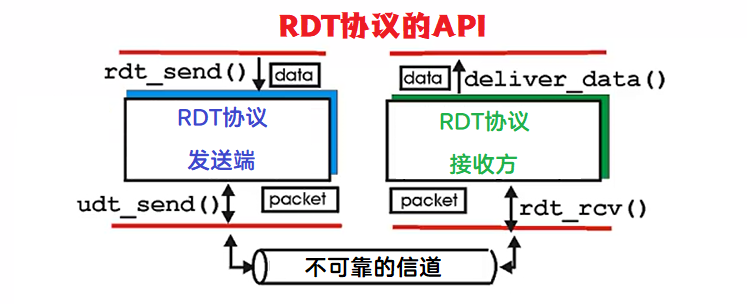 RDT协议的API
rdt_send()
data
data
deliver_data()
RDT协议
发送端
RDT协议
接收方
udt_send()
packet
packet
rdt_rcv()
不可靠的信道